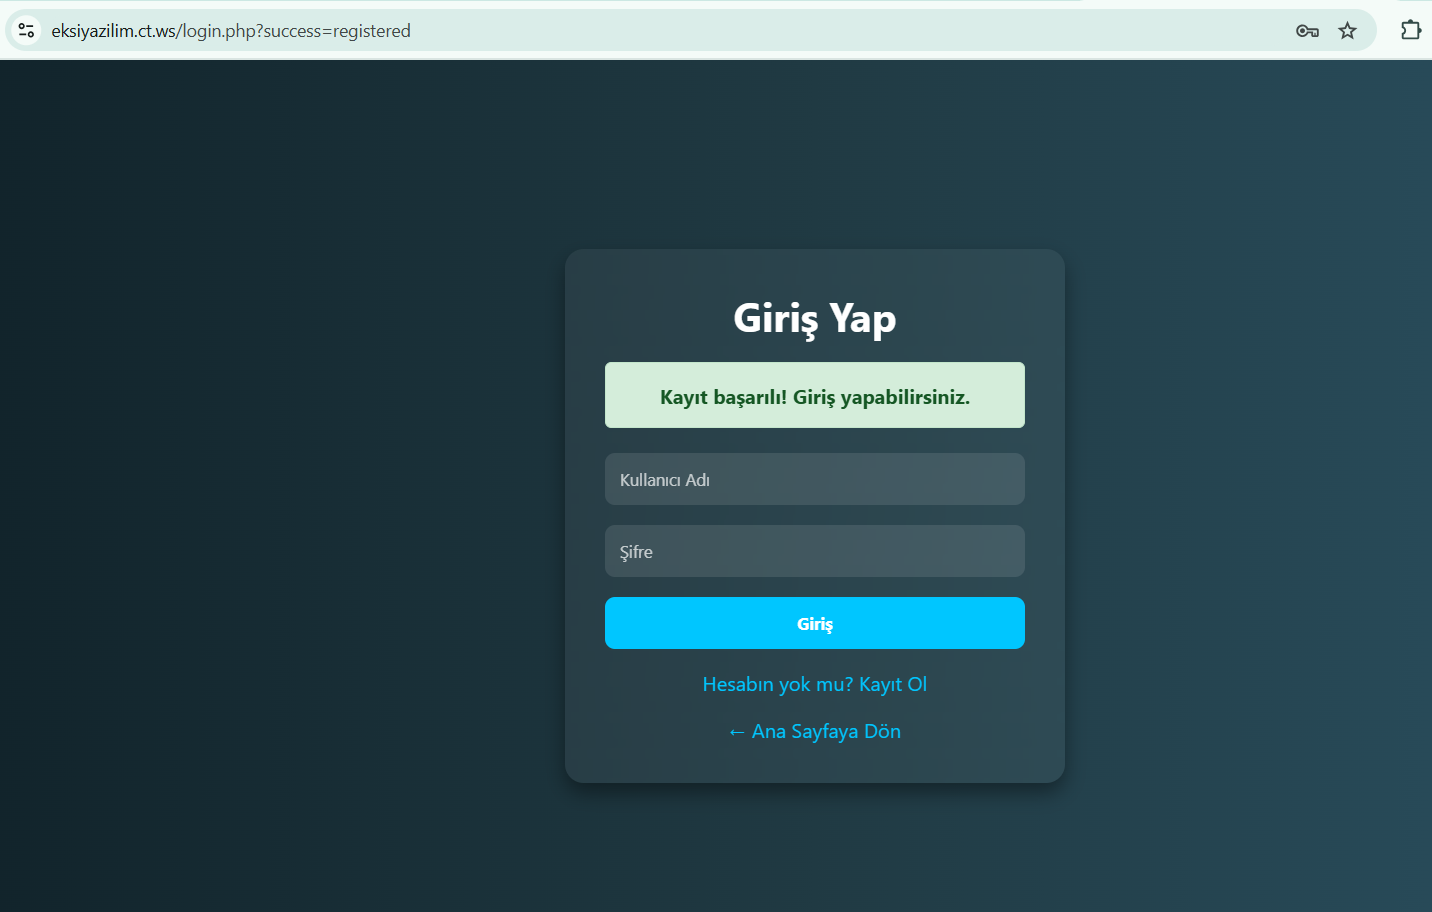 eksiyazilim.ct.ws/login.php?success=registered
Giriş Yap
Kayıt başarılı! Giriş yapabilirsiniz.
Kullanıcı Adı
Şifre
Giriş
Hesabın yok mu? Kayıt Ol
← Ana Sayfaya Dön